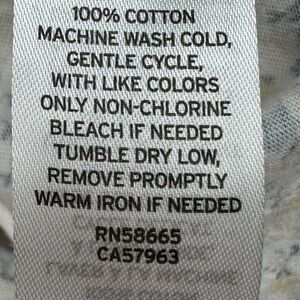 100% COTTON
MACHINE WASH COLD,
GENTLE CYCLE,
WITH LIKE COLORS
ONLY NON-CHLORINE
BLEACH IF NEEDED
TUMBLE DRY LOW,
REMOVE PROMPTLY
WARM IRON IF NEEDED
RN58665
CA57963